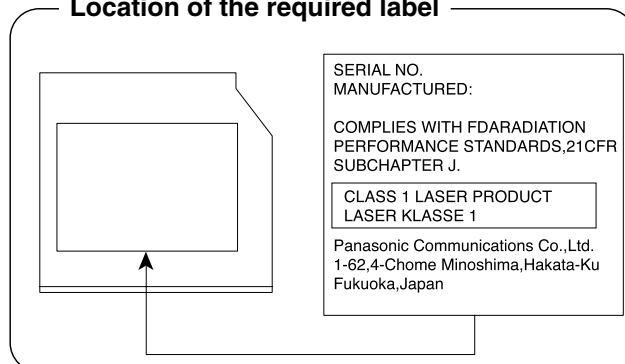 Location of the required label
SERIAL NO.
MANUFACTURED:
COMPLIES WITH FDARADIATION
PERFORMANCE STANDARDS,21CFR
SUBCHAPTER J.
CLASS 1 LASER PRODUCT
LASER KLASSE 1
Panasonic Communications Co.,Ltd.
1-62,4-Chome Minoshima,Hakata-Ku
Fukuoka,Japan